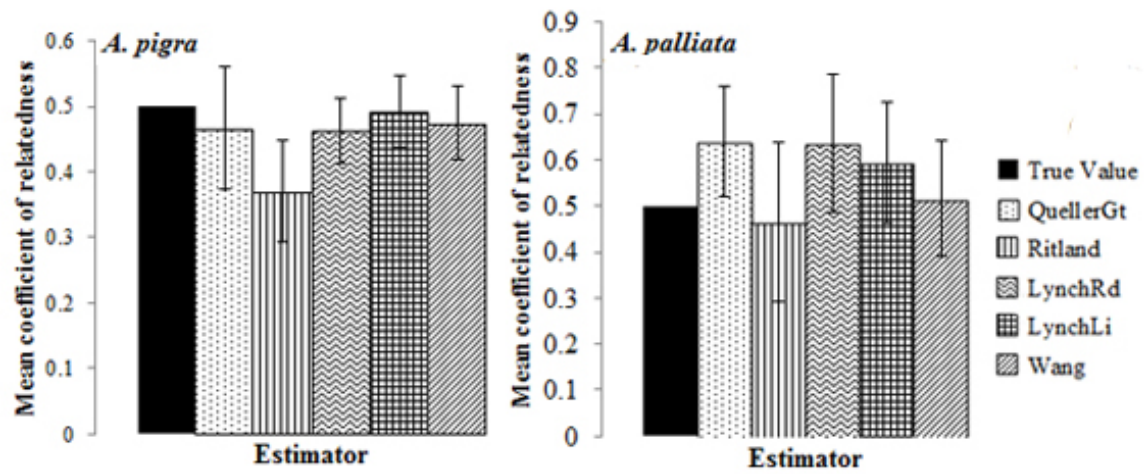 A. pigra
Mean coefficient of relatedness
0.6
0.5
0.4
0.3
0.2
0.1
0
Estimator
A. palliata
Mean coefficient of relatedness
0.9
0.8
0.7
0.6
0.5
0.4
0.3
0.2
0.1
0
Estimator
True Value
QuellerGt
Ritland
LynchRd
LynchLi
Wang